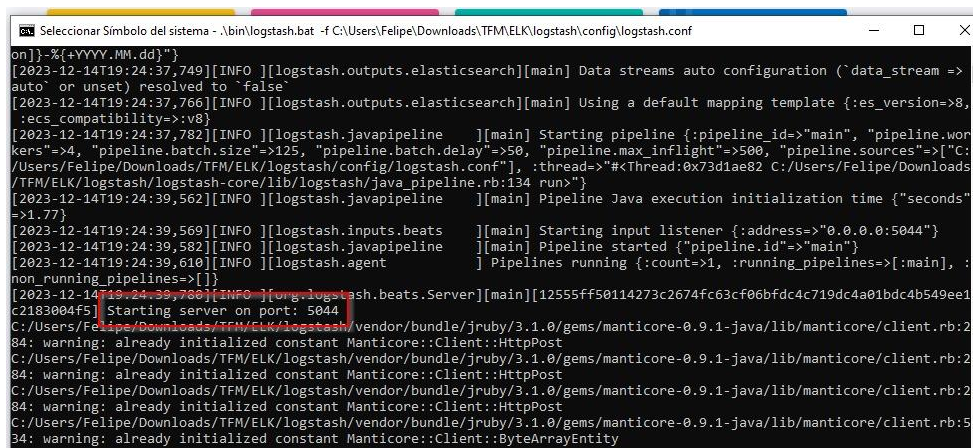 Seleccionar Símbolo del sistema - .\bin\logstash.bat -f C:\Users\Felipe\Downloads\TFM\ELK\logstash\config\logstash.conf
on]}-%{+YYYY.MM.dd}"}
[2023-12-14T19:24:37,749][INFO ][logstash.outputs.elasticsearch][main] Data streams auto configuration (`data_stream =>
auto` or unset) resolved to `false`
[2023-12-14T19:24:37,766][INFO ][logstash.outputs.elasticsearch][main] Using a default mapping template {:es_version=>8,
 :ecs_compatibility=>:v8}
[2023-12-14T19:24:37,782][INFO ][logstash.javapipeline    ][main] Starting pipeline {:pipeline_id=>"main", "pipeline.wor
kers"=>4, "pipeline.batch.size"=>125, "pipeline.batch.delay"=>50, "pipeline.max_inflight"=>500, "pipeline.sources"=>["C:
/Users/Felipe/Downloads/TFM/ELK/logstash/config/logstash.conf"], :thread=>"#<Thread:0x73d1ae82 C:/Users/Felipe/Downloads
/TFM/ELK/logstash/logstash-core/lib/logstash/java_pipeline.rb:134 run>"}
[2023-12-14T19:24:39,562][INFO ][logstash.javapipeline    ][main] Pipeline Java execution initialization time {"seconds"
=>1.77}
[2023-12-14T19:24:39,569][INFO ][logstash.inputs.beats    ][main] Starting input listener {:address=>"0.0.0.0:5044"}
[2023-12-14T19:24:39,582][INFO ][logstash.javapipeline    ][main] Pipeline started {"pipeline.id"=>"main"}
[2023-12-14T19:24:39,610][INFO ][logstash.agent           ] Pipelines running {:count=>1, :running_pipelines=>[:main], :
non_running_pipelines=>[]}
[2023-12-14T19:24:39,780][INFO ][org.logstash.beats.Server][main][12555ff50114273c2674fc63cf06bfdc4c719dc4a01bdc4b549ee1
c2183004f5] Starting server on port: 5044
C:/Users/Felipe/Downloads/TFM/ELK/logstash/vendor/bundle/jruby/3.1.0/gems/manticore-0.9.1-java/lib/manticore/client.rb:2
84: warning: already initialized constant Manticore::Client::HttpPost
C:/Users/Felipe/Downloads/TFM/ELK/logstash/vendor/bundle/jruby/3.1.0/gems/manticore-0.9.1-java/lib/manticore/client.rb:2
84: warning: already initialized constant Manticore::Client::HttpPost
C:/Users/Felipe/Downloads/TFM/ELK/logstash/vendor/bundle/jruby/3.1.0/gems/manticore-0.9.1-java/lib/manticore/client.rb:2
84: warning: already initialized constant Manticore::Client::HttpPost
C:/Users/Felipe/Downloads/TFM/ELK/logstash/vendor/bundle/jruby/3.1.0/gems/manticore-0.9.1-java/lib/manticore/client.rb:5
34: warning: already initialized constant Manticore::Client::ByteArrayEntity